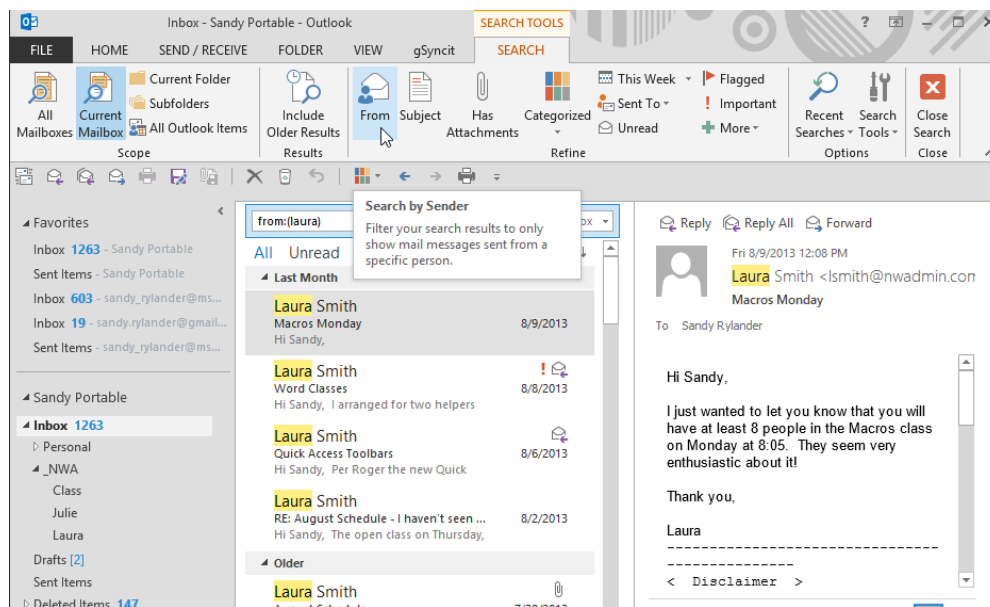 Inbox - Sandy Portable - Outlook
SEARCH TOOLS
?
FILE HOME SEND / RECEIVE FOLDER VIEW gSyncit SEARCH
All Mailboxes
Current Mailbox
Current Folder
Subfolders
All Outlook Items
Scope
Include Older Results
Results
From
Subject
Has Attachments
Categorized
This Week
Sent To
Unread
Flagged
! Important
More
Refine
Recent Searches
Search Tools
Options
Close Search
Close
Search by Sender
Filter your search results to only
show mail messages sent from a
specific person.
Favorites
Inbox 1263 - Sandy Portable
Sent Items - Sandy Portable
Inbox 603 - sandy_rylander@ms...
Inbox 19 - sandy.rylander@gmail...
Sent Items - sandy_rylander@ms...
Sandy Portable
Inbox 1263
Personal
_NWA
Class
Julie
Laura
Drafts [2]
Sent Items
Deleted Items 147
from:(laura)
All Unread
Last Month
Laura Smith
Macros Monday 8/9/2013
Hi Sandy,
Laura Smith !
Word Classes 8/8/2013
Hi Sandy, I arranged for two helpers
Laura Smith
Quick Access Toolbars 8/6/2013
Hi Sandy, Per Roger the new Quick
Laura Smith
RE: August Schedule - I haven't seen ... 8/2/2013
Hi Sandy, The open class on Thursday,
Older
Laura Smith
Reply Reply All Forward
Fri 8/9/2013 12:08 PM
Laura Smith <lsmith@nwadmin.com
Macros Monday
To Sandy Rylander
Hi Sandy,
I just wanted to let you know that you will
have at least 8 people in the Macros class
on Monday at 8:05. They seem very
enthusiastic about it!
Thank you,
Laura
----------------------------------
---------------
< Disclaimer >